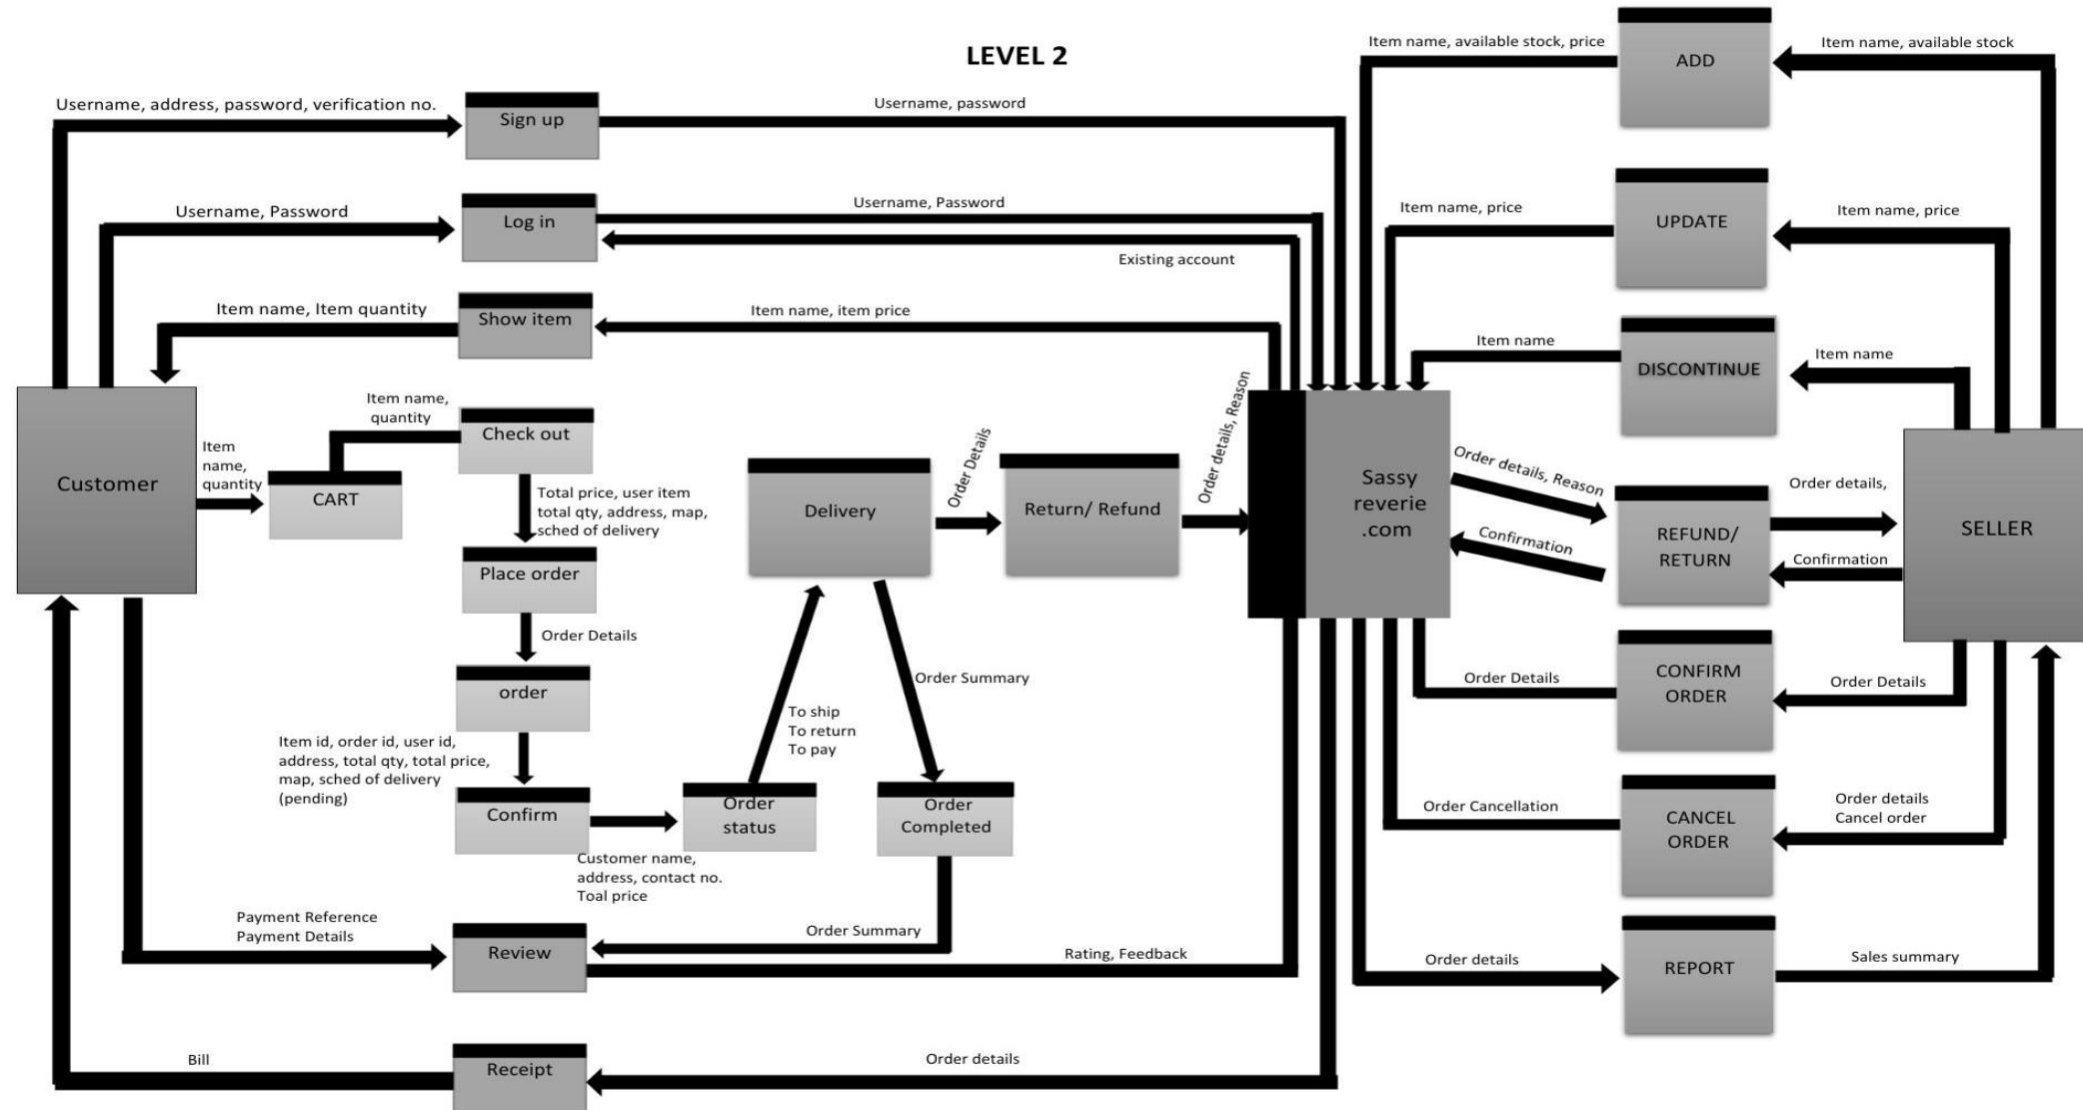 LEVEL 2
Username, address, password, verification no.
Sign up
Username, password
Username, Password
Log in
Username, Password
Existing account
Item name, Item quantity
Show item
Item name, item price
Customer
Item
name,
quantity
CART
Item name,
quantity
Check out
Total price, user item
total qty, address, map,
sched of delivery
Place order
Order Details
order
Item id, order id, user id,
address, total qty, total price,
map, sched of delivery
(pending)
Confirm
Customer name,
address, contact no.
Toal price
Order
status
To ship
To return
To pay
Delivery
Order Details
Return/ Refund
Order details, Reason
Order Summary
Order
Completed
Order Summary
Payment Reference
Payment Details
Review
Rating, Feedback
Bill
Receipt
Order details
Sassy
reverie
.com
Item name, available stock, price
ADD
Item name, available stock
Item name, price
UPDATE
Item name, price
Item name
DISCONTINUE
Item name
Order details, Reason
Confirmation
REFUND/
RETURN
Order details,
Confirmation
SELLER
Order Details
CONFIRM
ORDER
Order Details
Order Cancellation
CANCEL
ORDER
Order details
Cancel order
Order details
REPORT
Sales summary